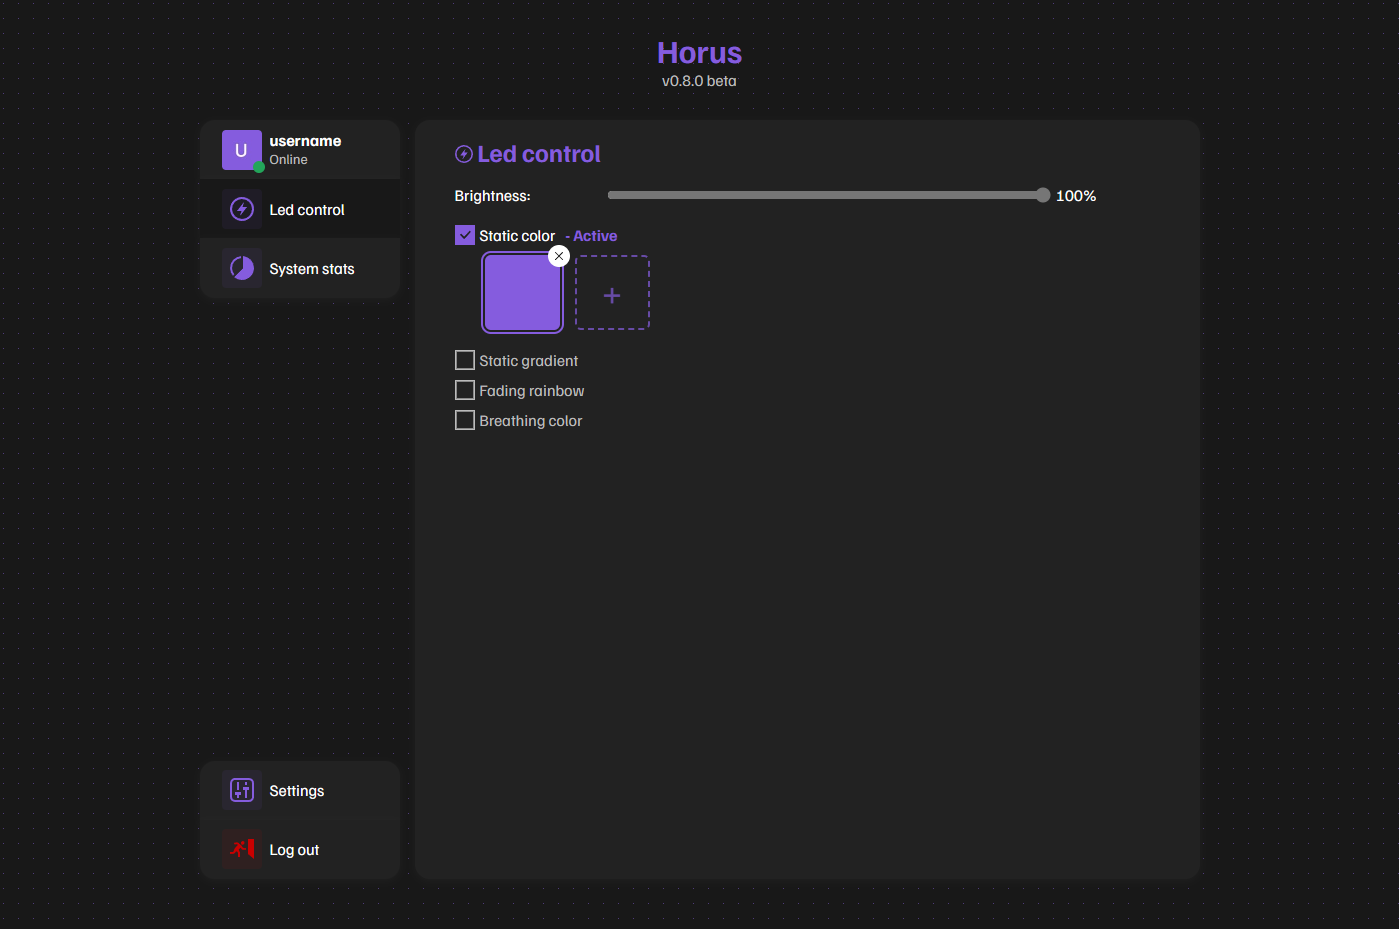 Horus
v0.8.0 beta
U
username
Online
Led control
System stats
Settings
Log out
Led control
Brightness:
100%
Static color - Active
Static gradient
Fading rainbow
Breathing color